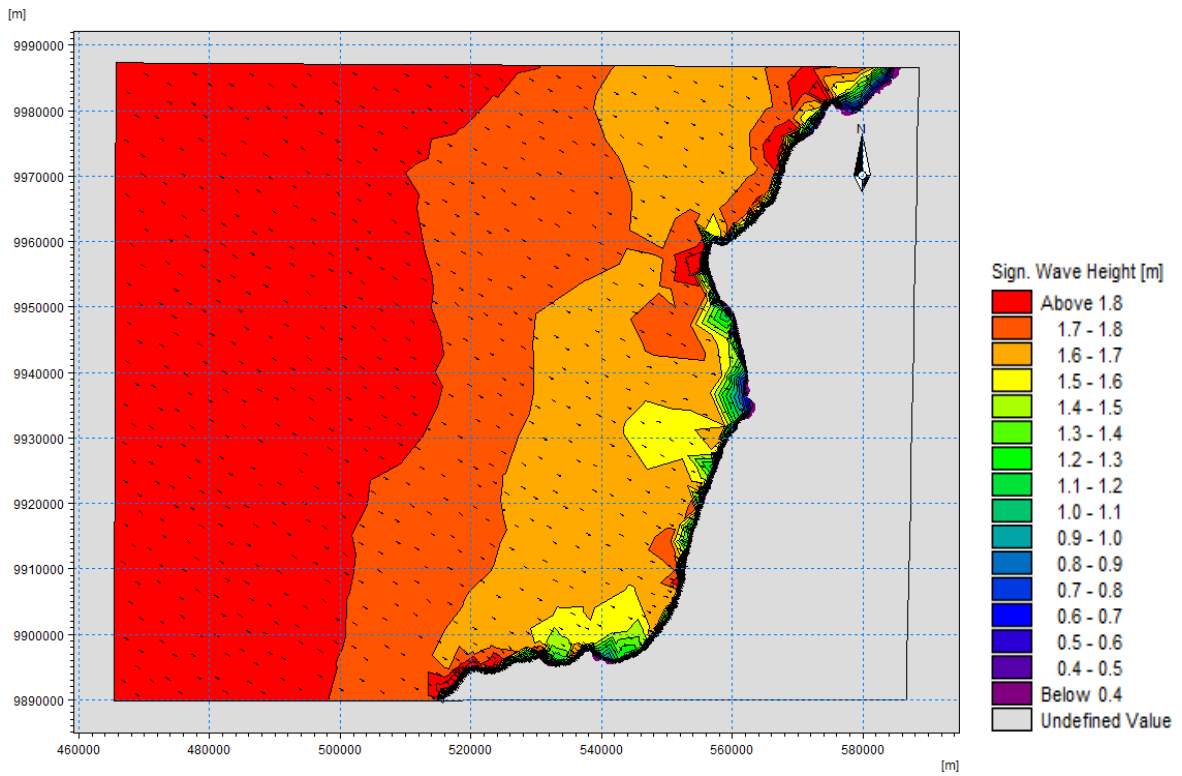 [m]
9990000
9980000
9970000
9960000
9950000
9940000
9930000
9920000
9910000
9900000
9890000
460000 480000 500000 520000 540000 560000 580000
[m]
N
Sign. Wave Height [m]
Above 1.8
1.7 - 1.8
1.6 - 1.7
1.5 - 1.6
1.4 - 1.5
1.3 - 1.4
1.2 - 1.3
1.1 - 1.2
1.0 - 1.1
0.9 - 1.0
0.8 - 0.9
0.7 - 0.8
0.6 - 0.7
0.5 - 0.6
0.4 - 0.5
Below 0.4
Undefined Value